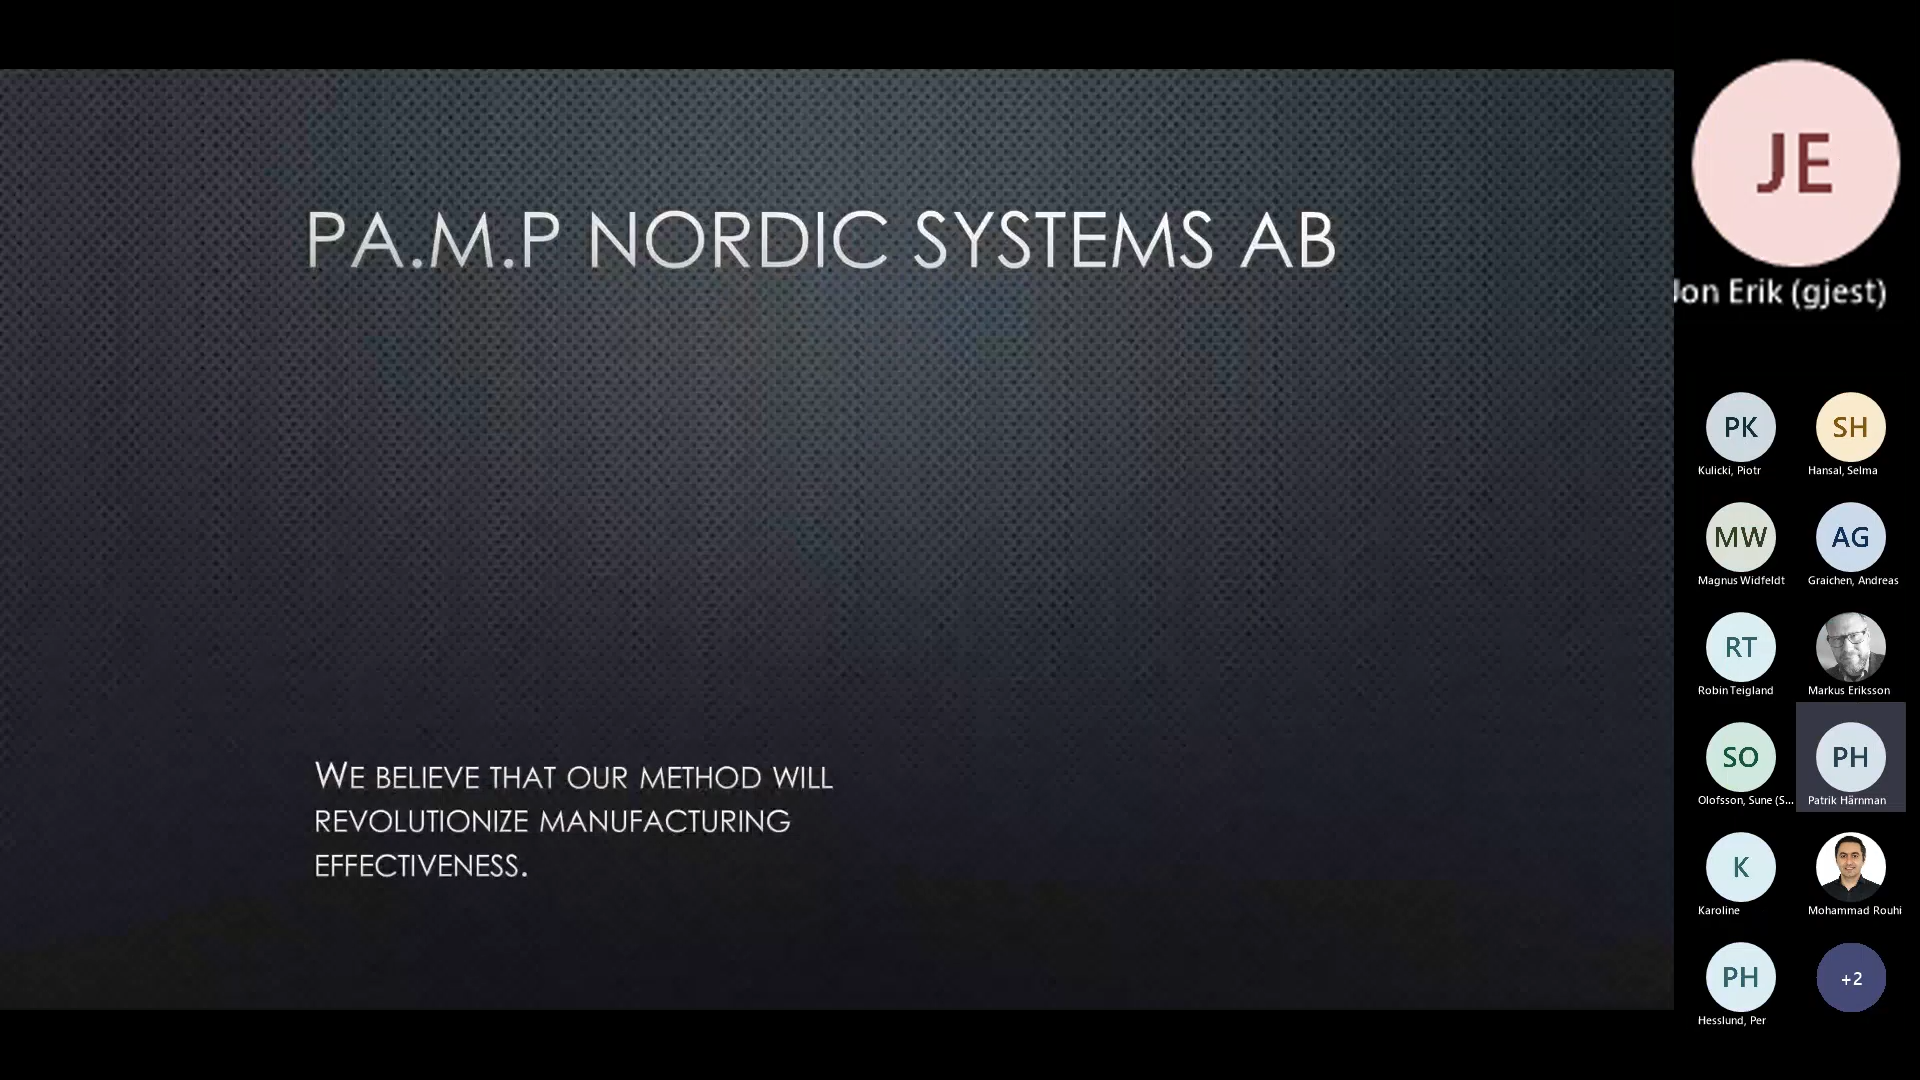 PA.M.P NORDIC SYSTEMS AB
WE BELIEVE THAT OUR METHOD WILL
REVOLUTIONIZE MANUFACTURING
EFFECTIVENESS.
JE
Jon Erik (gjest)
PK
SH
Kulicki, Piotr
Hansal, Selma
MW
AG
Magnus Widfeldt
Graichen, Andreas
RT
Robin Teigland
Markus Eriksson
SO
PH
Olofsson, Sune (S...
Patrik Härnman
K
Karoline
Mohammad Rouhi
PH
+2
Hesslund, Per